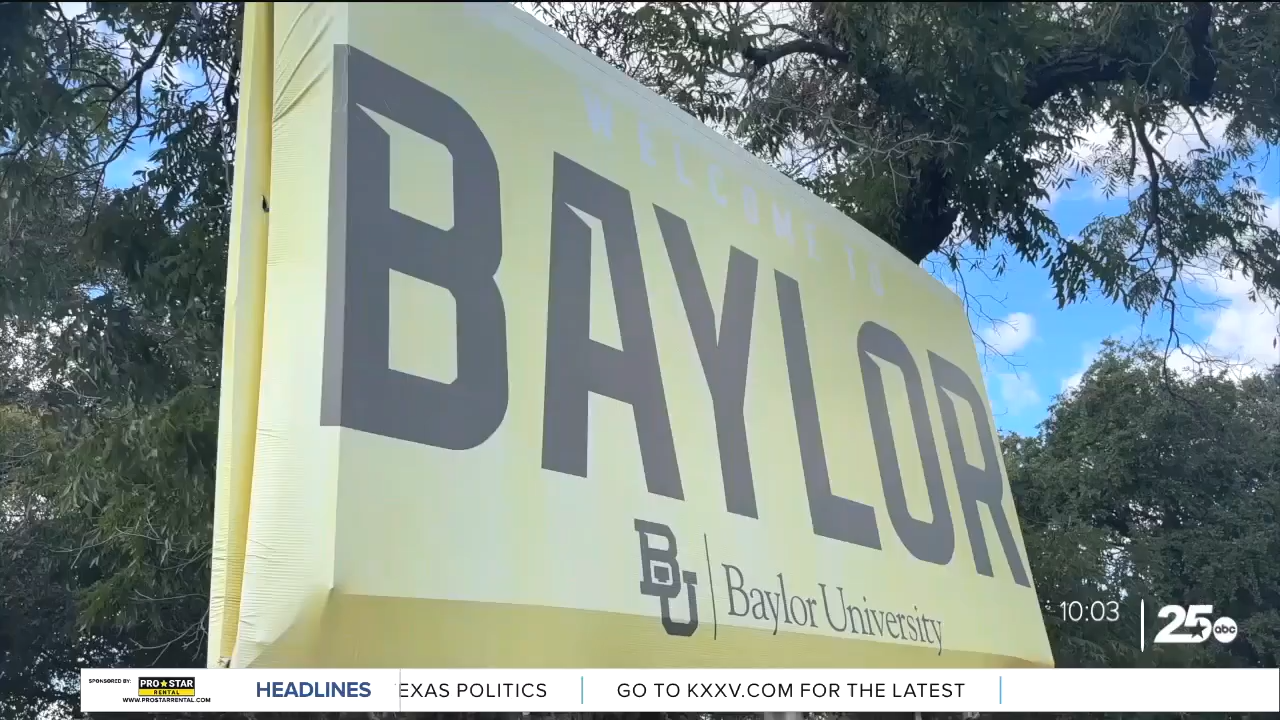 WELCOME TO
BAYLOR
BU
Baylor University
10:03
25 abc
SPONSORED BY:
PRO★STAR
RENTAL
WWW.PROSTARRENTAL.COM
HEADLINES
EXAS POLITICS
GO TO KXXV.COM FOR THE LATEST